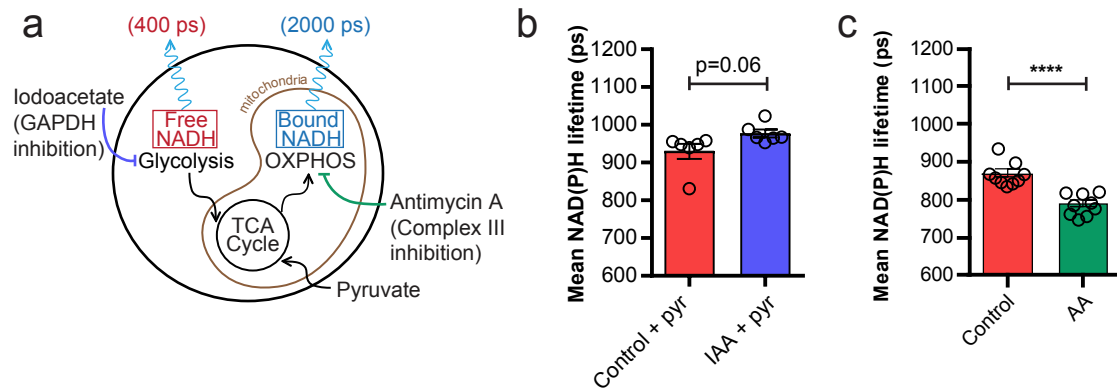 a
(400 ps)
(2000 ps)
mitochondria
Iodoacetate
(GAPDH
inhibition)
Free
NADH
Bound
NADH
Glycolysis
OXPHOS
TCA
Cycle
Antimycin A
(Complex III
inhibition)
Pyruvate
b
Mean NAD(P)H lifetime (ps)
1200
1100
1000
900
800
700
600
p=0.06
Control + pyr
IAA + pyr
c
Mean NAD(P)H lifetime (ps)
1200
1100
1000
900
800
700
600
****
Control
AA